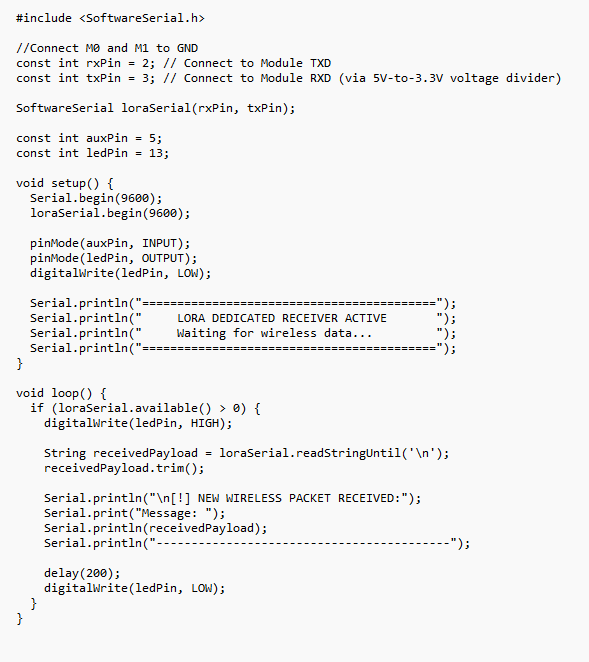 #include <SoftwareSerial.h>

//Connect M0 and M1 to GND
const int rxPin = 2; // Connect to Module TXD
const int txPin = 3; // Connect to Module RXD (via 5V-to-3.3V voltage divider)

SoftwareSerial loraSerial(rxPin, txPin);

const int auxPin = 5;
const int ledPin = 13;

void setup() {
  Serial.begin(9600);
  loraSerial.begin(9600);

  pinMode(auxPin, INPUT);
  pinMode(ledPin, OUTPUT);
  digitalWrite(ledPin, LOW);

  Serial.println("==========================================");
  Serial.println("     LORA DEDICATED RECEIVER ACTIVE       ");
  Serial.println("     Waiting for wireless data...         ");
  Serial.println("==========================================");
}

void loop() {
  if (loraSerial.available() > 0) {
    digitalWrite(ledPin, HIGH);

    String receivedPayload = loraSerial.readStringUntil('\n');
    receivedPayload.trim();

    Serial.println("\n[!] NEW WIRELESS PACKET RECEIVED:");
    Serial.print("Message: ");
    Serial.println(receivedPayload);
    Serial.println("------------------------------------------");

    delay(200);
    digitalWrite(ledPin, LOW);
  }
}